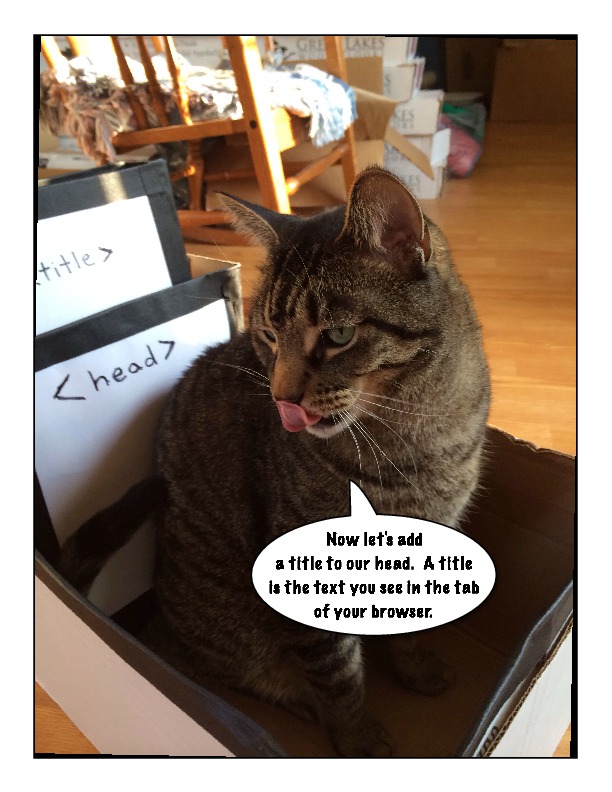 LAKES
<title>
<head>
Now let's add
a title to our head. A title
is the text you see in the tab
of your browser.